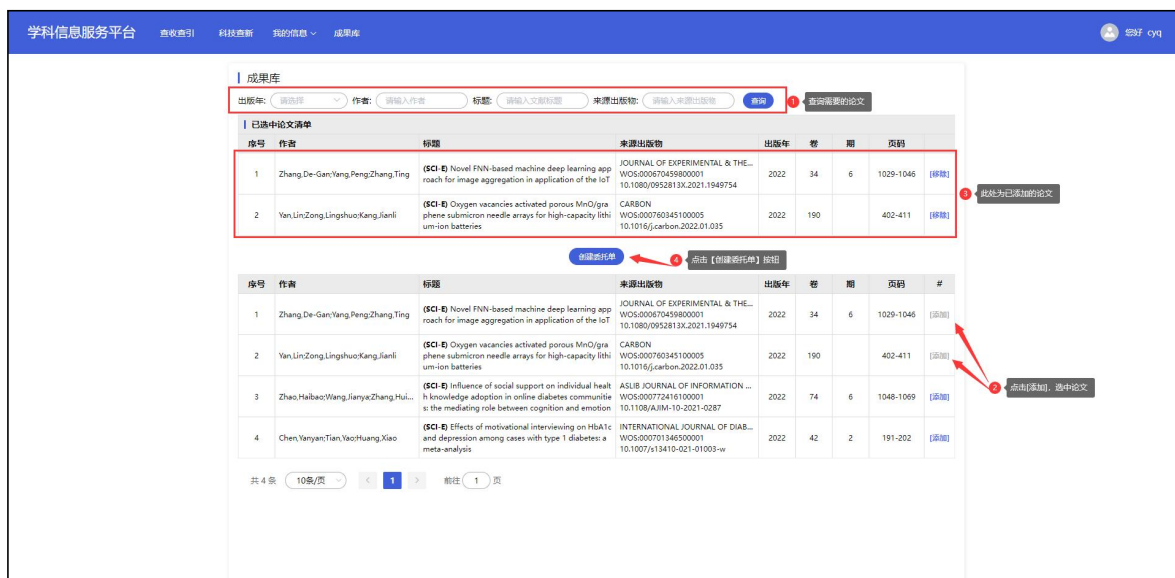 学科信息服务平台 查收查引 科技查新 我的信息 成果库 您好 cyq
成果库
出版年: 请选择 作者: 请输入作者 标题: 请输入文献标题 来源出版物: 请输入来源出版物 查询 1 查询需要的论文
已选中论文清单
序号 作者 标题 来源出版物 出版年 卷 期 页码
1 Zhang,De-Gan;Yang,Peng;Zhang,Ting (SCI-E) Novel FNN-based machine deep learning app JOURNAL OF EXPERIMENTAL & THE... 2022 34 6 1029-1046 [移除]
roach for image aggregation in application of the IoT WOS:000670459800001
10.1080/0952813X.2021.1949754
3 此处为已添加的论文
2 Yan,Lin;Zong,Lingshuo;Kang,Jianli (SCI-E) Oxygen vacancies activated porous MnO/gra CARBON 2022 190 402-411 [移除]
phene submicron needle arrays for high-capacity lithi WOS:000760345100005
um-ion batteries 10.1016/j.carbon.2022.01.035
创建委托单 4 点击【创建委托单】按钮
序号 作者 标题 来源出版物 出版年 卷 期 页码 #
1 Zhang,De-Gan;Yang,Peng;Zhang,Ting (SCI-E) Novel FNN-based machine deep learning app JOURNAL OF EXPERIMENTAL & THE... 2022 34 6 1029-1046 [添加]
roach for image aggregation in application of the IoT WOS:000670459800001
10.1080/0952813X.2021.1949754
2 Yan,Lin;Zong,Lingshuo;Kang,Jianli (SCI-E) Oxygen vacancies activated porous MnO/gra CARBON 2022 190 402-411 [添加]
phene submicron needle arrays for high-capacity lithi WOS:000760345100005
um-ion batteries 10.1016/j.carbon.2022.01.035
2 点击[添加]，选中论文
3 Zhao,Haibao;Wang,Jianya;Zhang,Hui... (SCI-E) Influence of social support on individual healt ASLIB JOURNAL OF INFORMATION ... 2022 74 6 1048-1069 [添加]
h knowledge adoption in online diabetes communitie WOS:000772416100001
s: the mediating role between cognition and emotion 10.1108/AJIM-10-2021-0287
4 Chen,Yanyan;Tian,Yao;Huang,Xiao (SCI-E) Effects of motivational interviewing on HbA1c INTERNATIONAL JOURNAL OF DIAB... 2022 42 2 191-202 [添加]
and depression among cases with type 1 diabetes: a WOS:000701346500001
meta-analysis 10.1007/s13410-021-01003-w
共 4 条 10条/页 < 1 > 前往 1 页